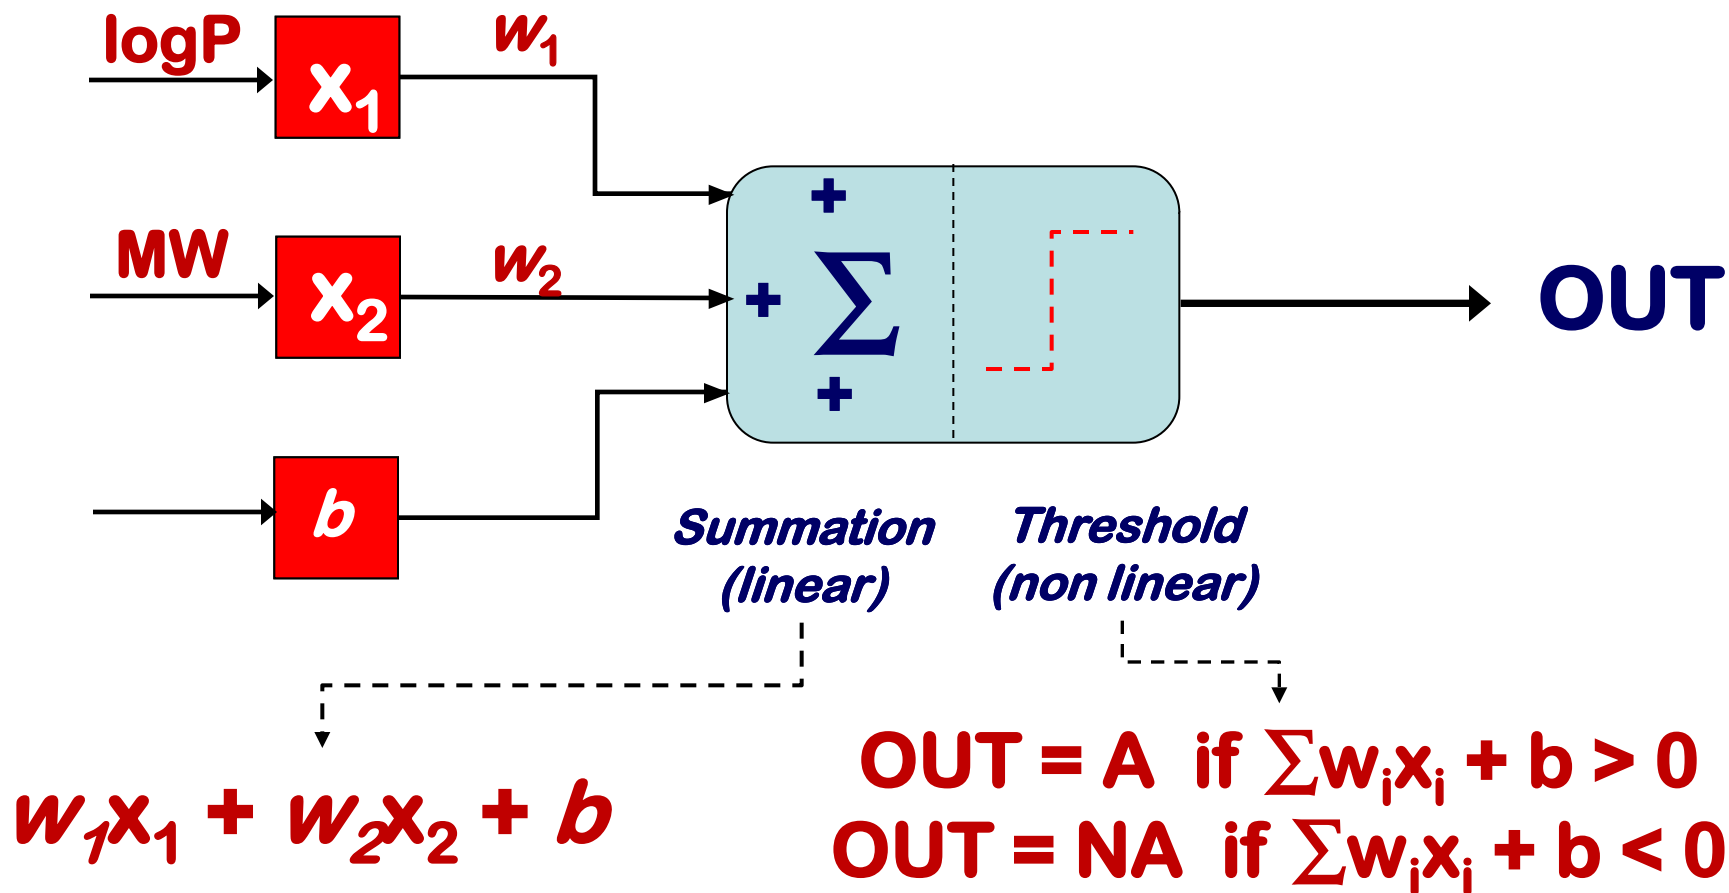 logP
x₁
w₁
MW
x₂
w₂
b
+
+ ∑
+
OUT
Summation
(linear)
Threshold
(non linear)
w₁x₁ + w₂x₂ + b
OUT = A if ∑wᵢxᵢ + b > 0
OUT = NA if ∑wᵢxᵢ + b < 0